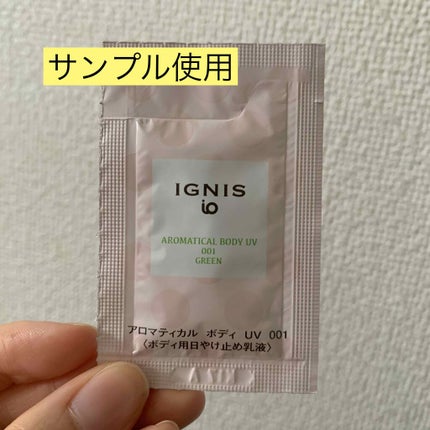 サンプル使用
IGNIS
io
AROMATICAL BODY UV
001
GREEN
アロマティカル ボディ UV 001
〈ボディ用日やけ止め乳液〉